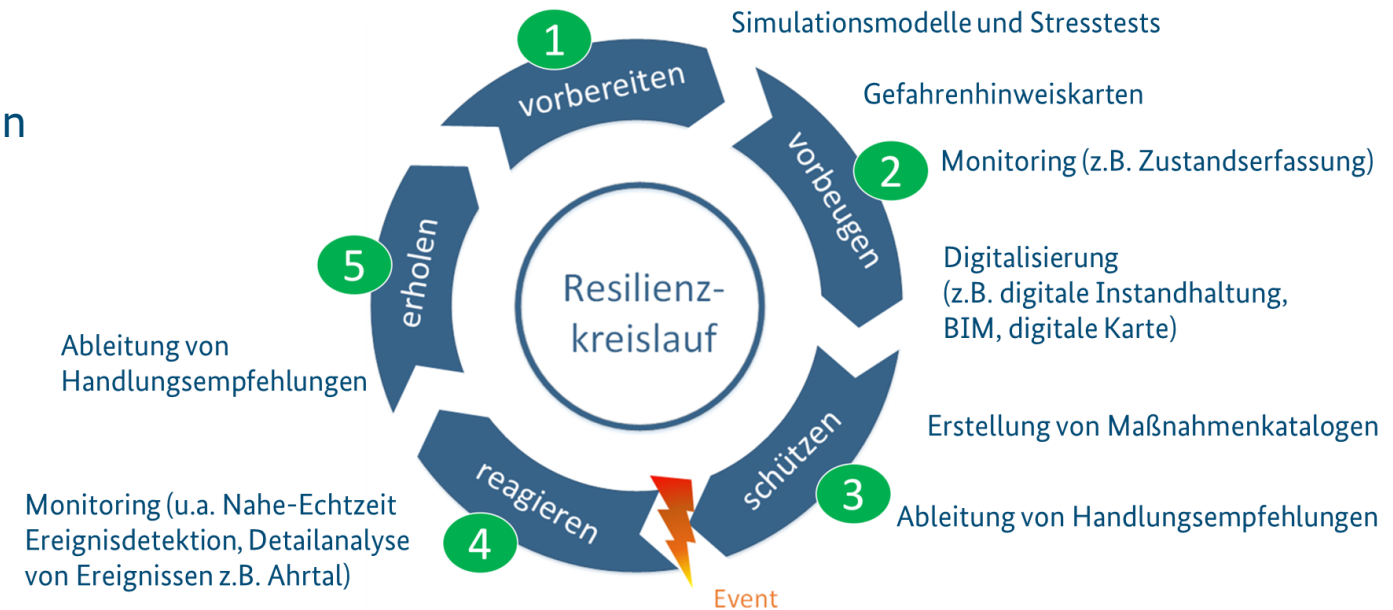 n
1
vorbereiten
Simulationsmodelle und Stresstests
Gefahrenhinweiskarten
2
vorbeugen
Monitoring (z.B. Zustandserfassung)
Digitalisierung
(z.B. digitale Instandhaltung,
BIM, digitale Karte)
3
schützen
Erstellung von Maßnahmenkatalogen
Ableitung von Handlungsempfehlungen
Event
4
reagieren
Monitoring (u.a. Nahe-Echtzeit
Ereignisdetektion, Detailanalyse
von Ereignissen z.B. Ahrtal)
5
erholen
Ableitung von
Handlungsempfehlungen
Resilienz-
kreislauf